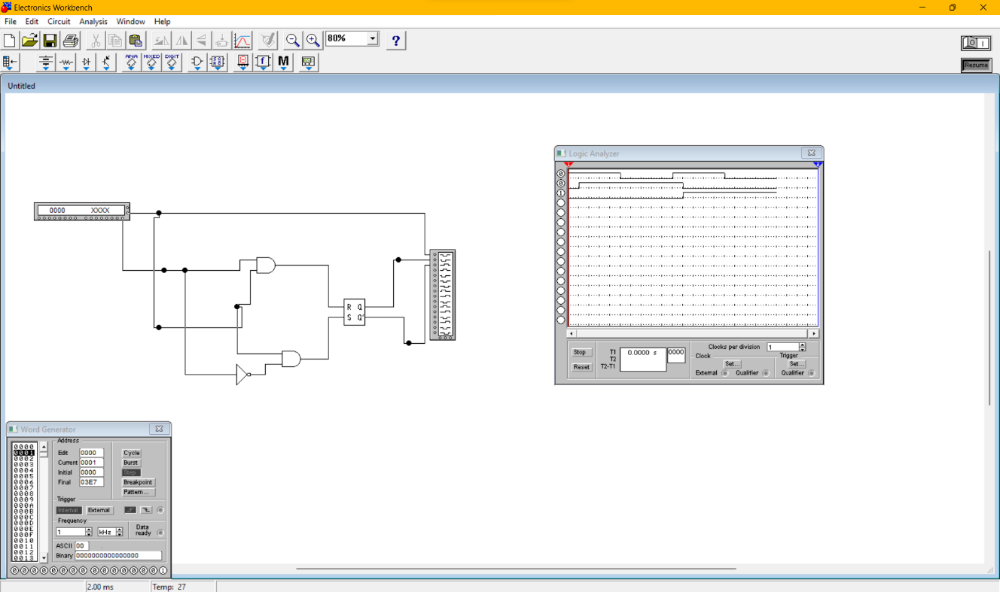 Electronics Workbench
File Edit Circuit Analysis Window Help
80%
?
ANA MIXED DIGIT
f M
Resume
Untitled
Logic Analyzer
1 2
0
0
1
0000 XXXX
R Q
S Q'
Stop
Reset
T1 0.0000 s 0000
T2
T2-T1
Clocks per division 1
Clock
Set...
External Qualifier
Trigger
Set...
Qualifier
Word Generator
0000
0001
0002
0003
0004
0005
0006
0007
0008
0009
000A
000B
000C
000D
000E
000F
0010
0011
0012
0013
Address
Edit 0000
Current 0001
Initial 0000
Final 03E7
Cycle
Burst
Step
Breakpoint
Pattern...
Trigger
Internal External
Frequency
1 kHz
Data ready
ASCII 00 .
Binary 0000000000000000
0 0 0 0 0 0 0 0 0 0 0 0 0 0 0 1
2.00 ms Temp: 27